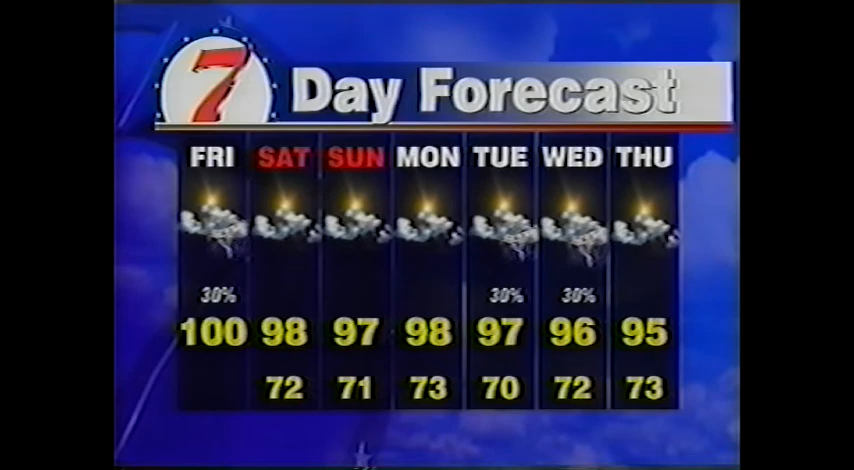 7 Day Forecast
FRI SAT SUN MON TUE WED THU
30% 30% 30%
100 98 97 98 97 96 95
72 71 73 70 72 73